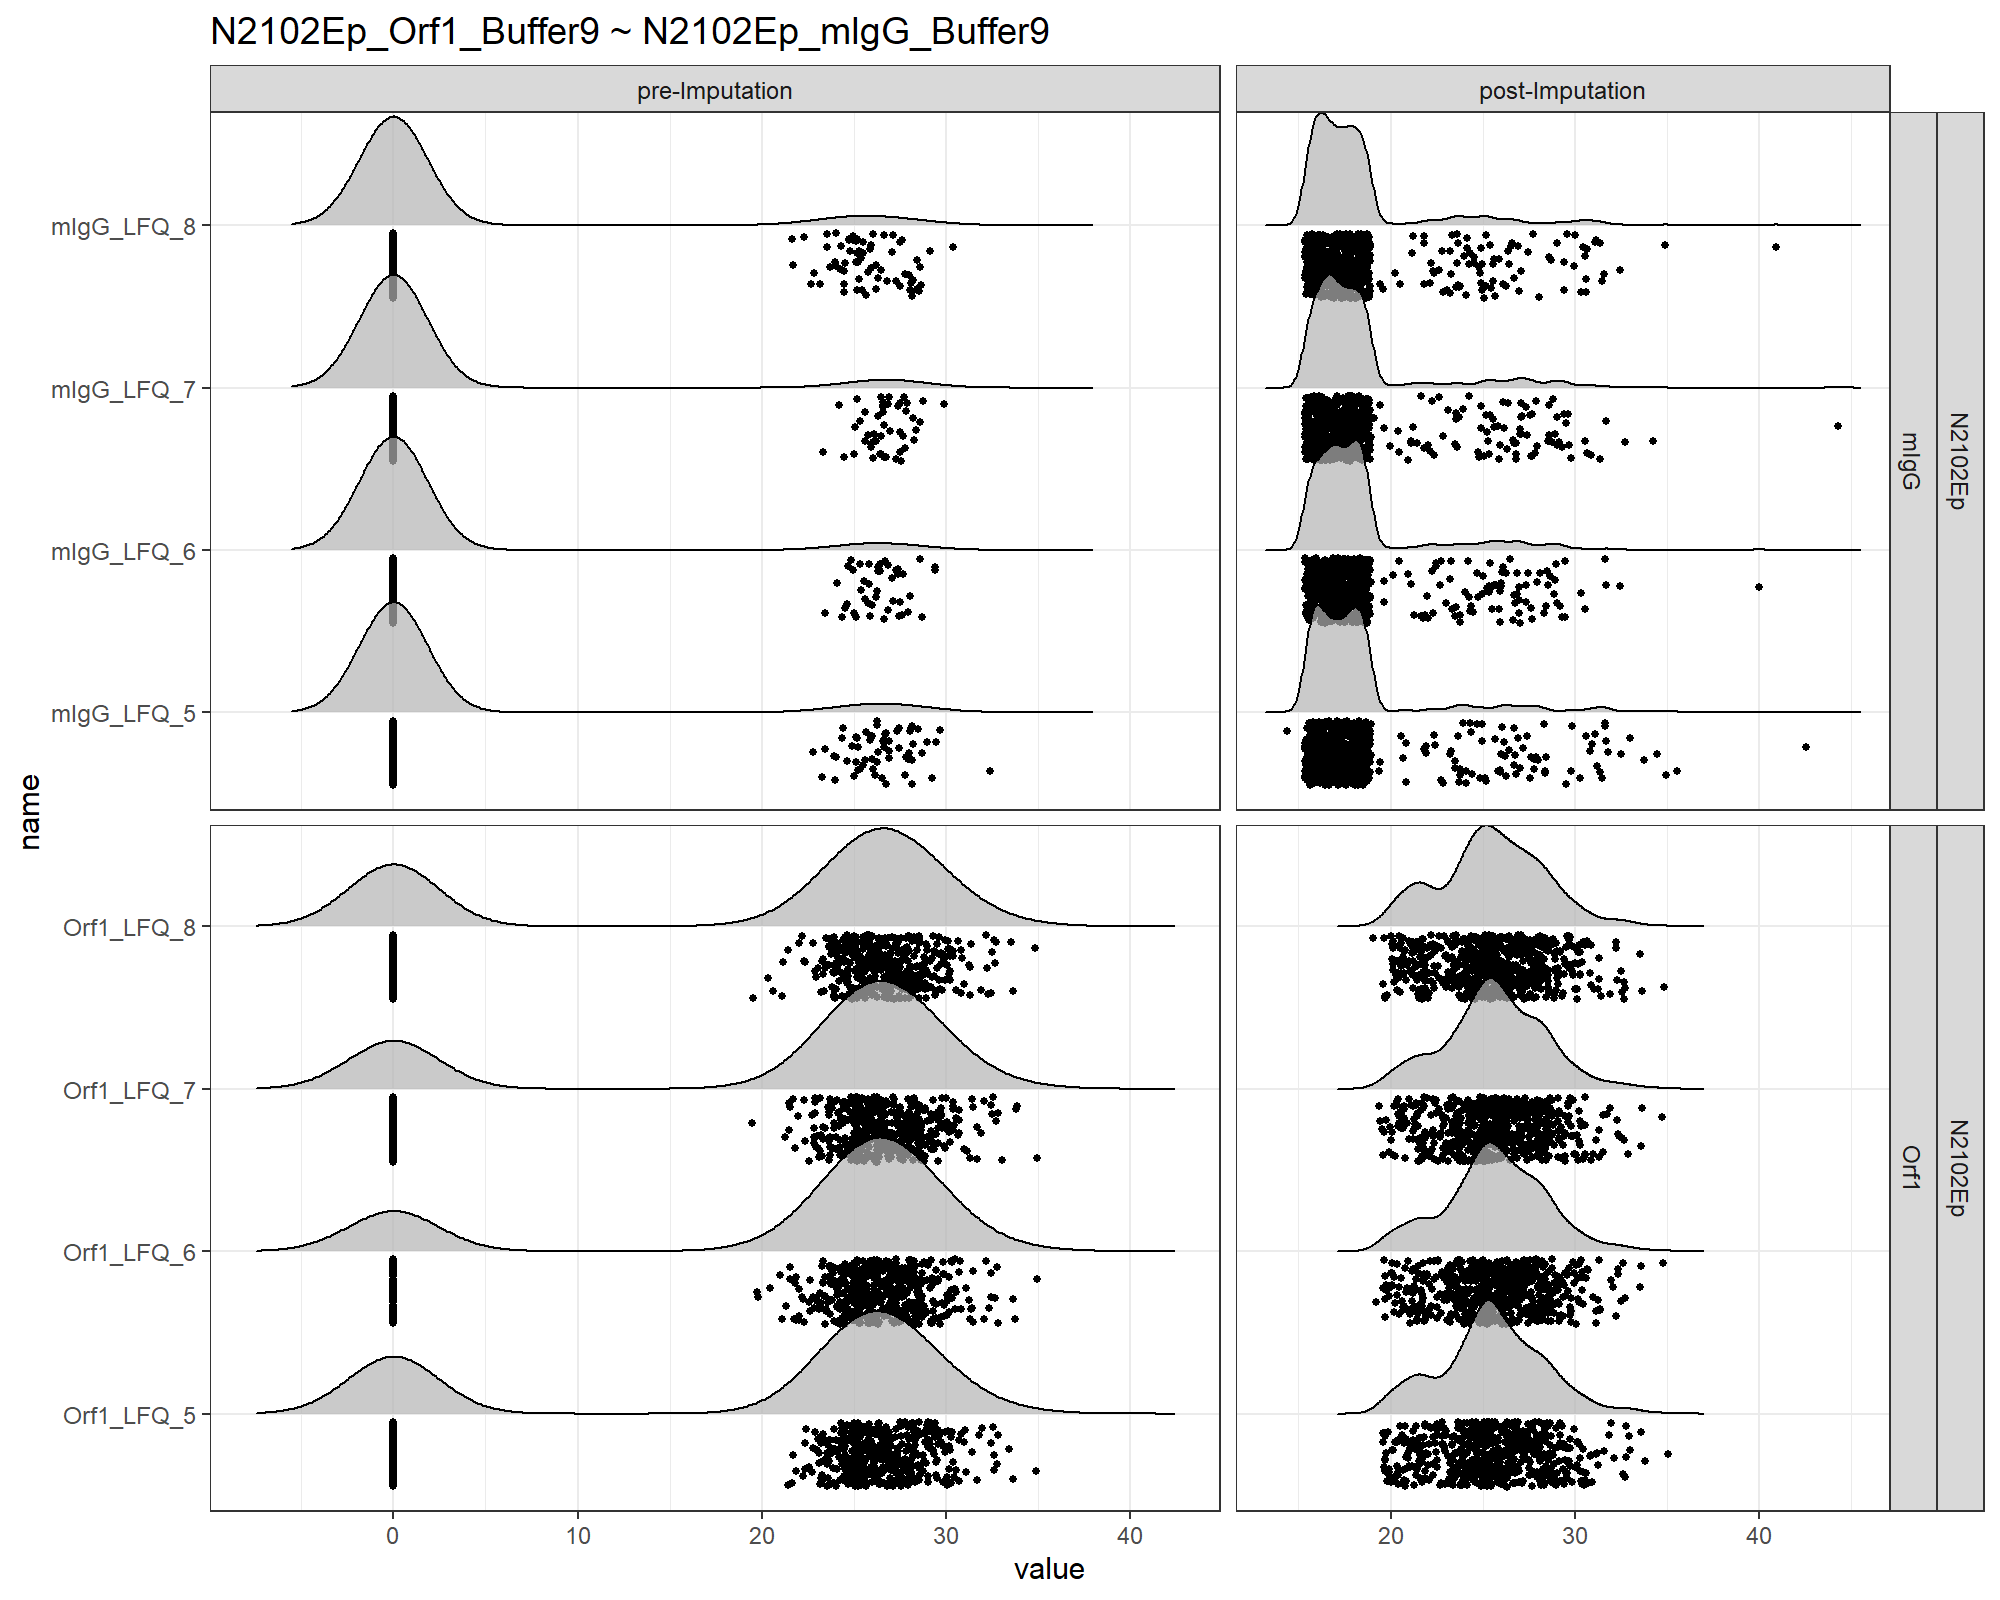 N2102Ep_Orf1_Buffer9 ~ N2102Ep_mIgG_Buffer9
pre-Imputation
post-Imputation
mIgG_LFQ_8
mIgG_LFQ_7
mIgG_LFQ_6
mIgG_LFQ_5
mIgG
N2102Ep
name
Orf1_LFQ_8
Orf1_LFQ_7
Orf1_LFQ_6
Orf1_LFQ_5
Orf1
N2102Ep
0 10 20 30 40
20 30 40
value